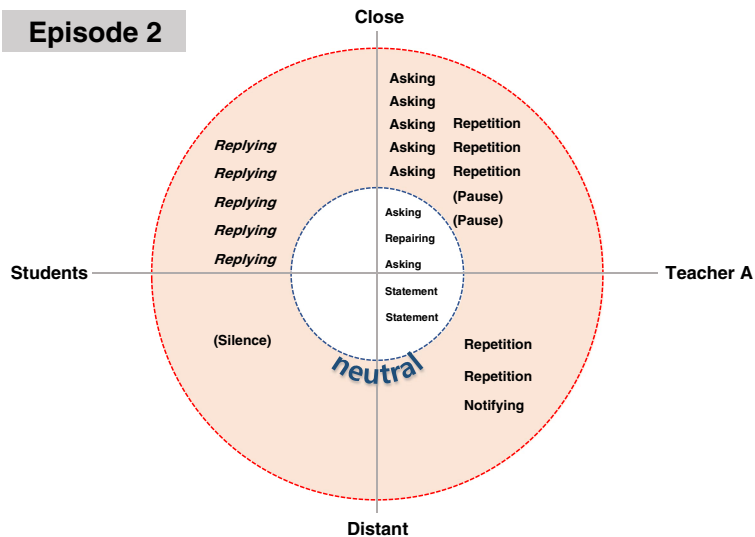 Episode 2
Close
Asking
Asking
Asking Repetition
Replying
Asking Repetition
Replying
Asking Repetition
(Pause)
Replying
Asking
(Pause)
Replying
Repairing
Replying
Asking
Students
Teacher A
Statement
Statement
(Silence)
Repetition
neutral
Repetition
Notifying
Distant